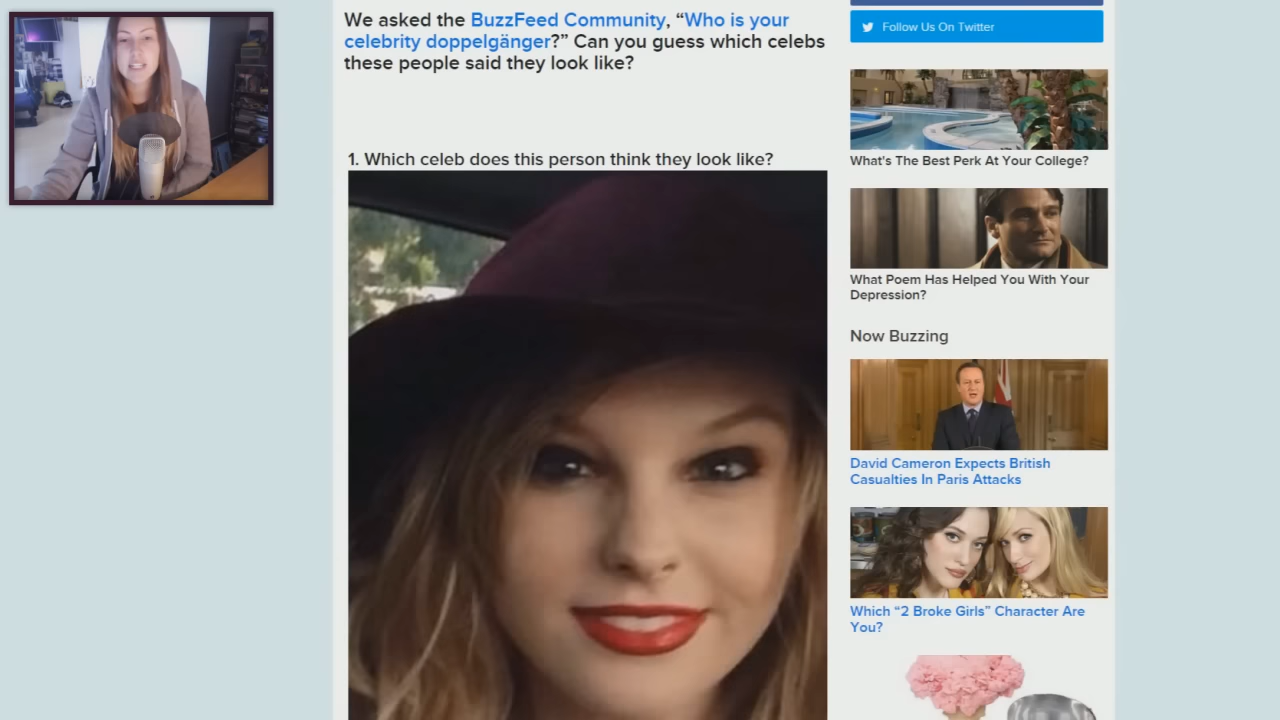 We asked the BuzzFeed Community, “Who is your
celebrity doppelgänger?” Can you guess which celebs
these people said they look like?
1. Which celeb does this person think they look like?
Follow Us On Twitter
What's The Best Perk At Your College?
What Poem Has Helped You With Your
Depression?
Now Buzzing
David Cameron Expects British
Casualties In Paris Attacks
Which “2 Broke Girls” Character Are
You?